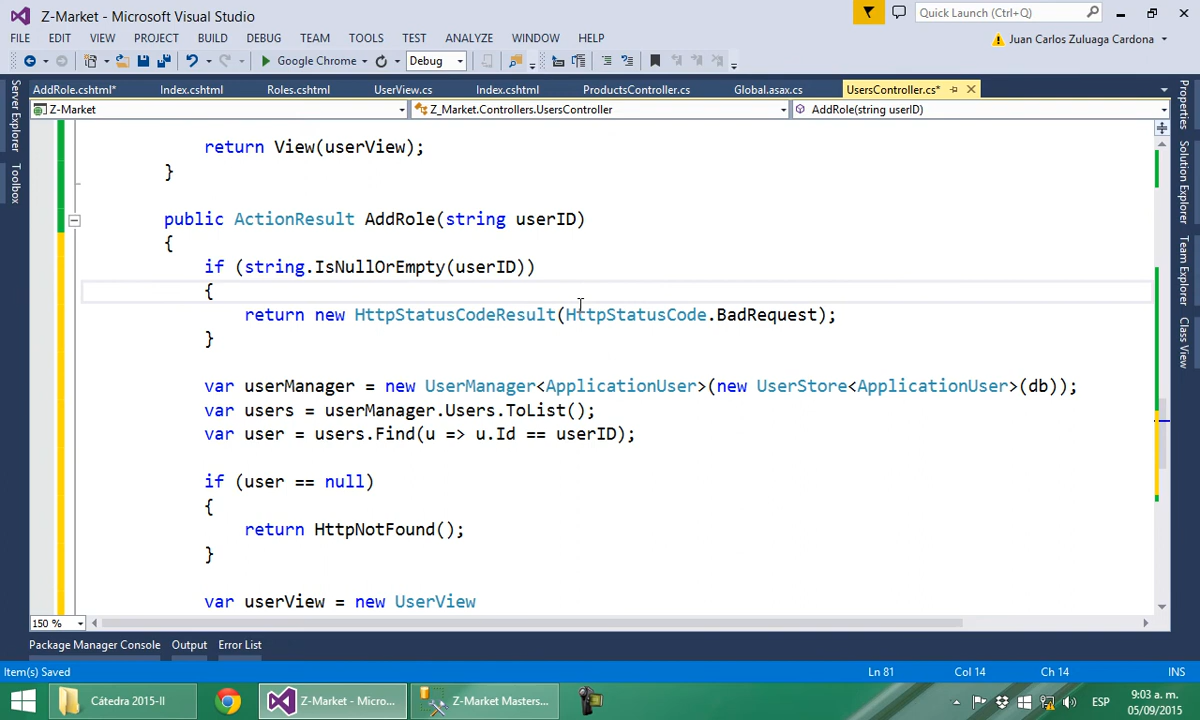 Z-Market - Microsoft Visual Studio
Quick Launch (Ctrl+Q)
FILE EDIT VIEW PROJECT BUILD DEBUG TEAM TOOLS TEST ANALYZE WINDOW HELP
Juan Carlos Zuluaga Cardona
Google Chrome Debug
AddRole.cshtml* Index.cshtml Roles.cshtml UserView.cs Index.cshtml ProductsController.cs Global.asax.cs UsersController.cs*
Z-Market Z_Market.Controllers.UsersController AddRole(string userID)
Server Explorer
Toolbox
Properties
Solution Explorer
Team Explorer
Class View
return View(userView);
}
public ActionResult AddRole(string userID)
{
if (string.IsNullOrEmpty(userID))
{
return new HttpStatusCodeResult(HttpStatusCode.BadRequest);
}
var userManager = new UserManager<ApplicationUser>(new UserStore<ApplicationUser>(db));
var users = userManager.Users.ToList();
var user = users.Find(u => u.Id == userID);
if (user == null)
{
return HttpNotFound();
}
var userView = new UserView
150 %
Package Manager Console Output Error List
Item(s) Saved Ln 81 Col 14 Ch 14 INS
Cátedra 2015-II Z-Market - Micro... Z-Market Masters... ESP 9:03 a. m.
05/09/2015